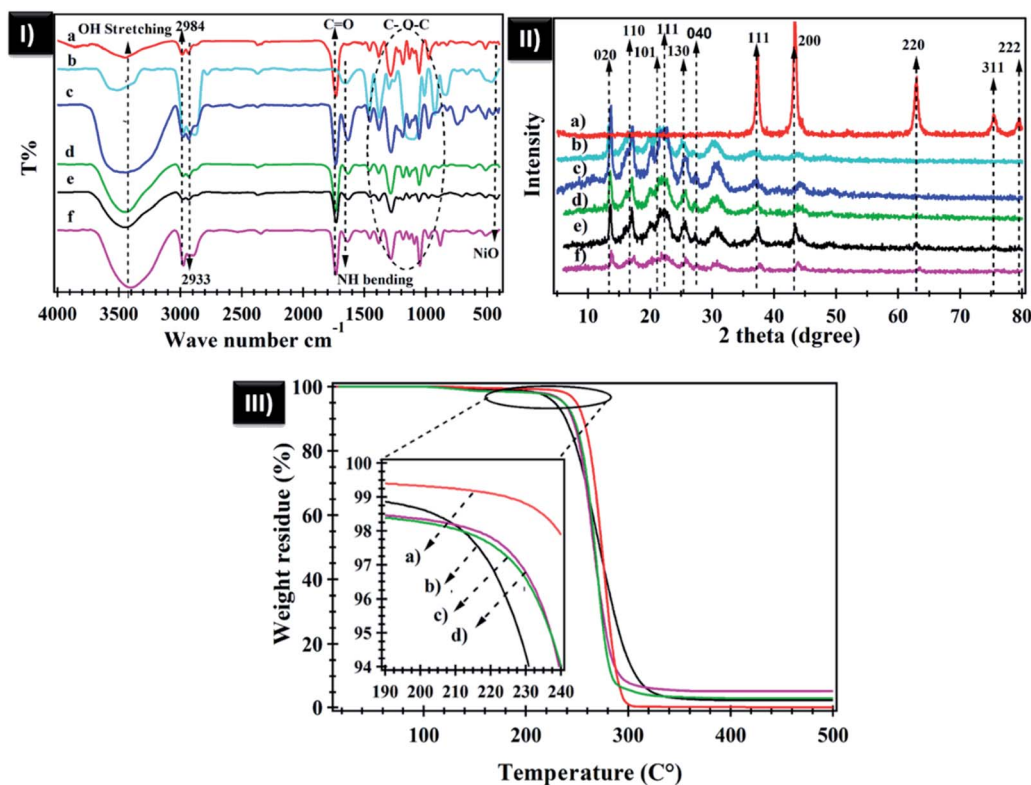 I)
OH Stretching
2984
C=O
C-.O-C
a
b
c
d
e
f
T%
2933
NH bending
NiO
4000 3500 3000 2500 2000 1500 1000 500
Wave number cm-1
II)
020
110
101
111
130
040
111
200
220
311
222
a)
b)
c)
d)
e)
f)
Intensity
10 20 30 40 50 60 70 80
2 theta (dgree)
III)
100
80
60
40
20
0
Weight residue (%)
100
99
98
97
96
95
94
a)
b)
c)
d)
190 200 210 220 230 240
0 100 200 300 400 500
Temperature (C°)